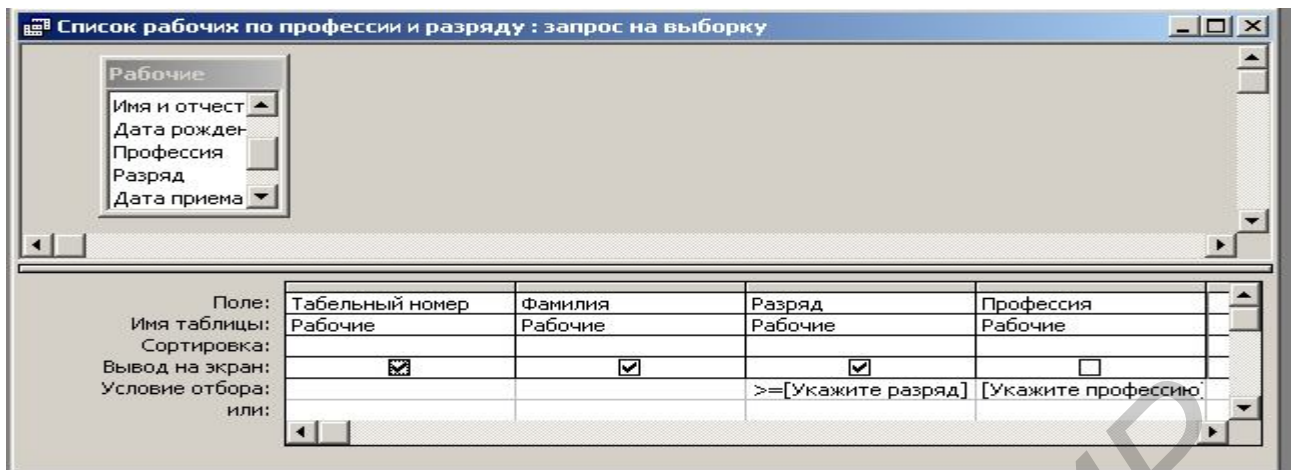 Список рабочих по профессии и разряду : запрос на выборку
Рабочие
Имя и отчест
Дата рожден
Профессия
Разряд
Дата приема
Поле: Табельный номер Фамилия Разряд Профессия
Имя таблицы: Рабочие Рабочие Рабочие Рабочие
Сортировка:
Вывод на экран:
Условие отбора: >=[Укажите разряд] [Укажите профессию]
или: